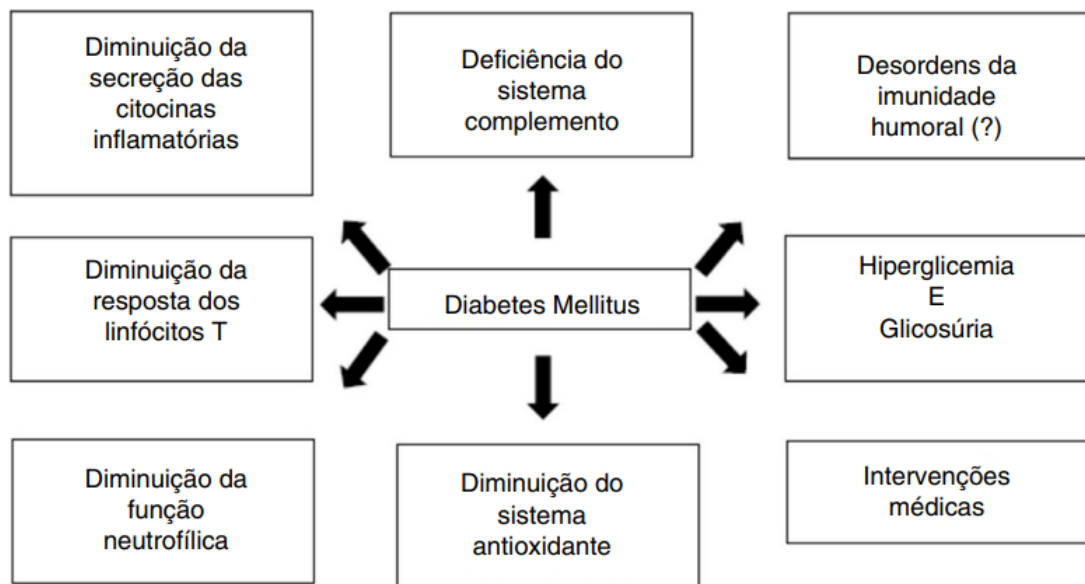 Diminuição da
secreção das
citocinas
inflamatórias
Deficiência do
sistema
complemento
Desordens da
imunidade
humoral (?)
Diminuição da
resposta dos
linfócitos T
Diabetes Mellitus
Hiperglicemia
E
Glicosúria
Diminuição da
função
neutrofílica
Diminuição do
sistema
antioxidante
Intervenções
médicas